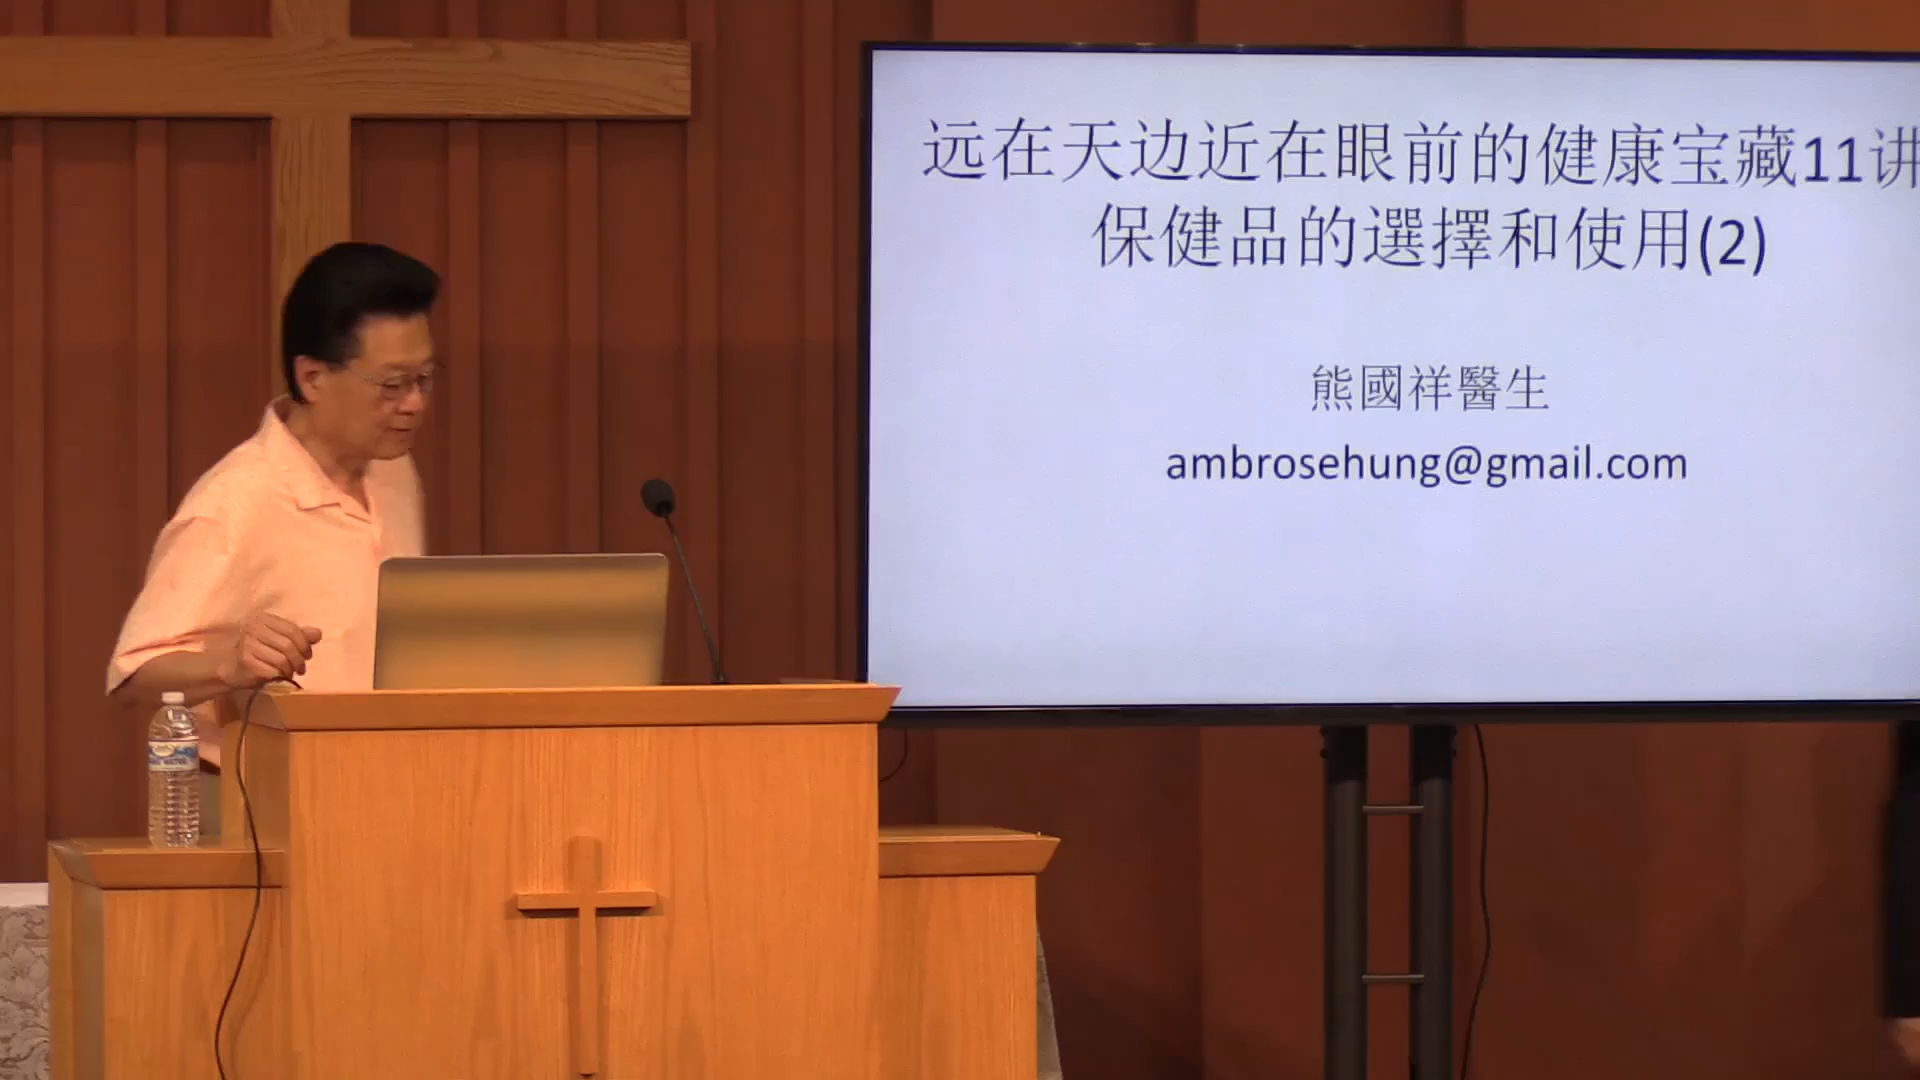 远在天边近在眼前的健康宝藏11讲
保健品的選擇和使用(2)
熊國祥醫生
ambrosehung@gmail.com
WATER